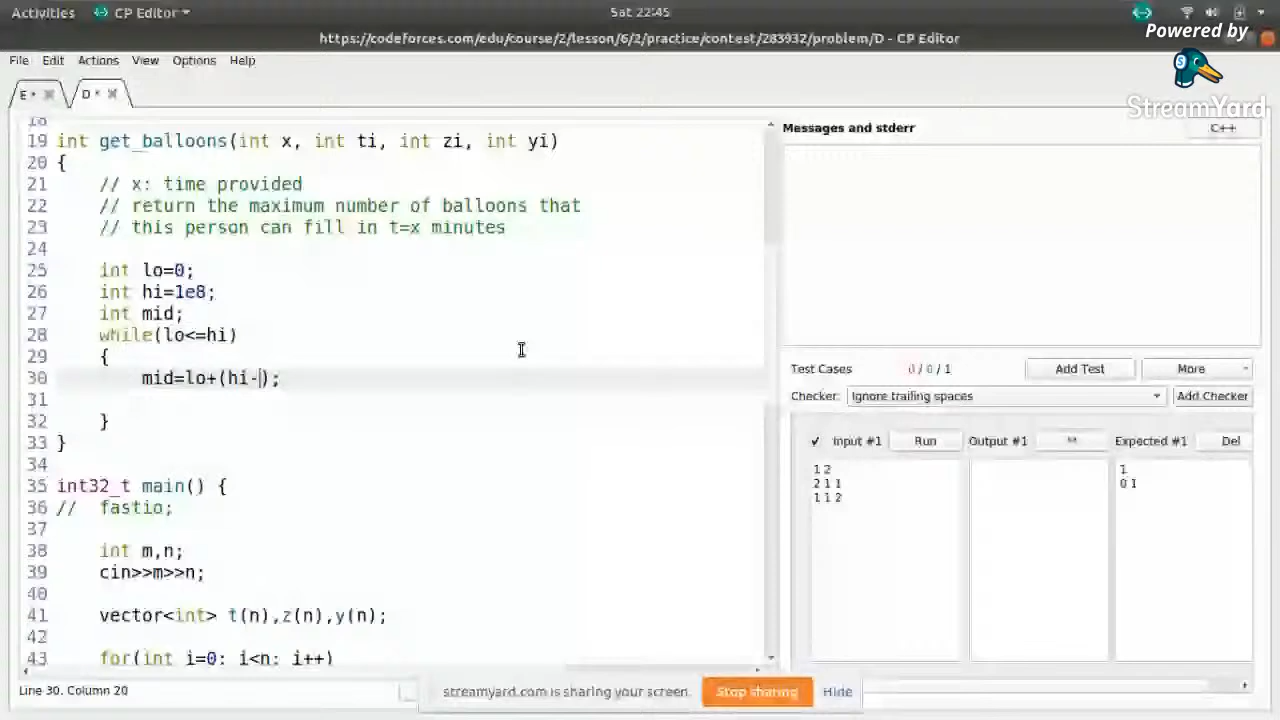 Activities CP Editor Sat 22:45
https://codeforces.com/edu/course/2/lesson/6/2/practice/contest/283932/problem/D - CP Editor
Powered by
StreamYard
File Edit Actions View Options Help
E * D *
18
19 int get_balloons(int x, int ti, int zi, int yi)
20 {
21 // x: time provided
22 // return the maximum number of balloons that
23 // this person can fill in t=x minutes
24
25 int lo=0;
26 int hi=1e8;
27 int mid;
28 while(lo<=hi)
29 {
30 mid=lo+(hi-);
31
32 }
33 }
34
35 int32_t main() {
36 // fastio;
37
38 int m,n;
39 cin>>m>>n;
40
41 vector<int> t(n),z(n),y(n);
42
43 for(int i=0; i<n; i++)
Messages and stderr C++
Test Cases 0 / 0 / 1 Add Test More
Checker: Ignore trailing spaces Add Checker
Input #1 Run Output #1 Expected #1 Del
1 2
2 1 1
1 1 2
1
0 1
Line 30, Column 20
streamyard.com is sharing your screen. Stop sharing Hide